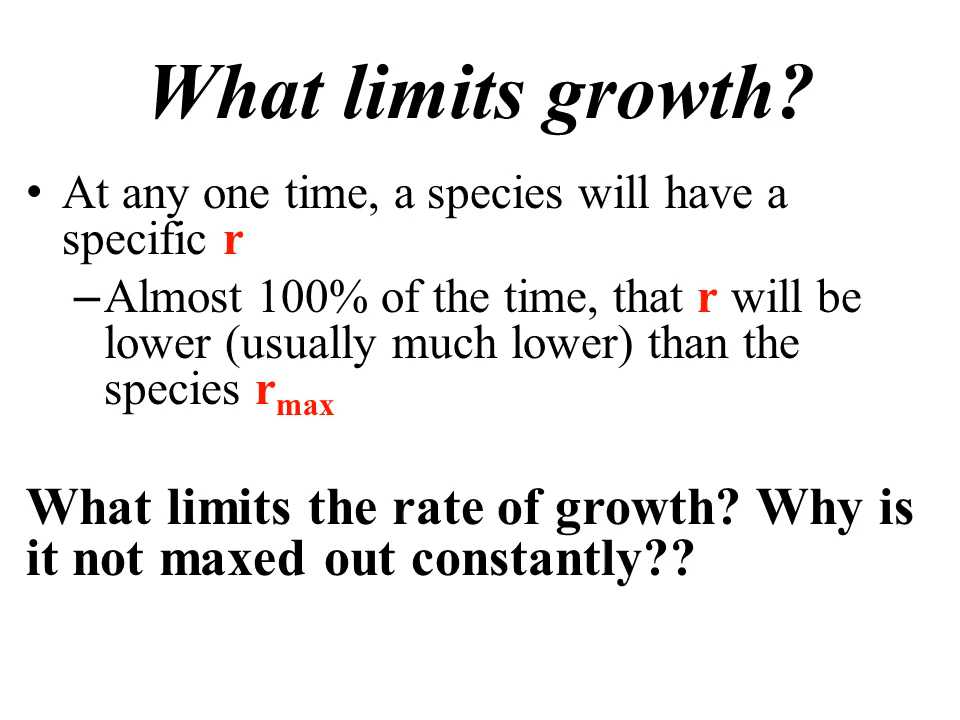 What limits growth?
• At any one time, a species will have a
specific r
– Almost 100% of the time, that r will be
lower (usually much lower) than the
species rmax
What limits the rate of growth? Why is
it not maxed out constantly??